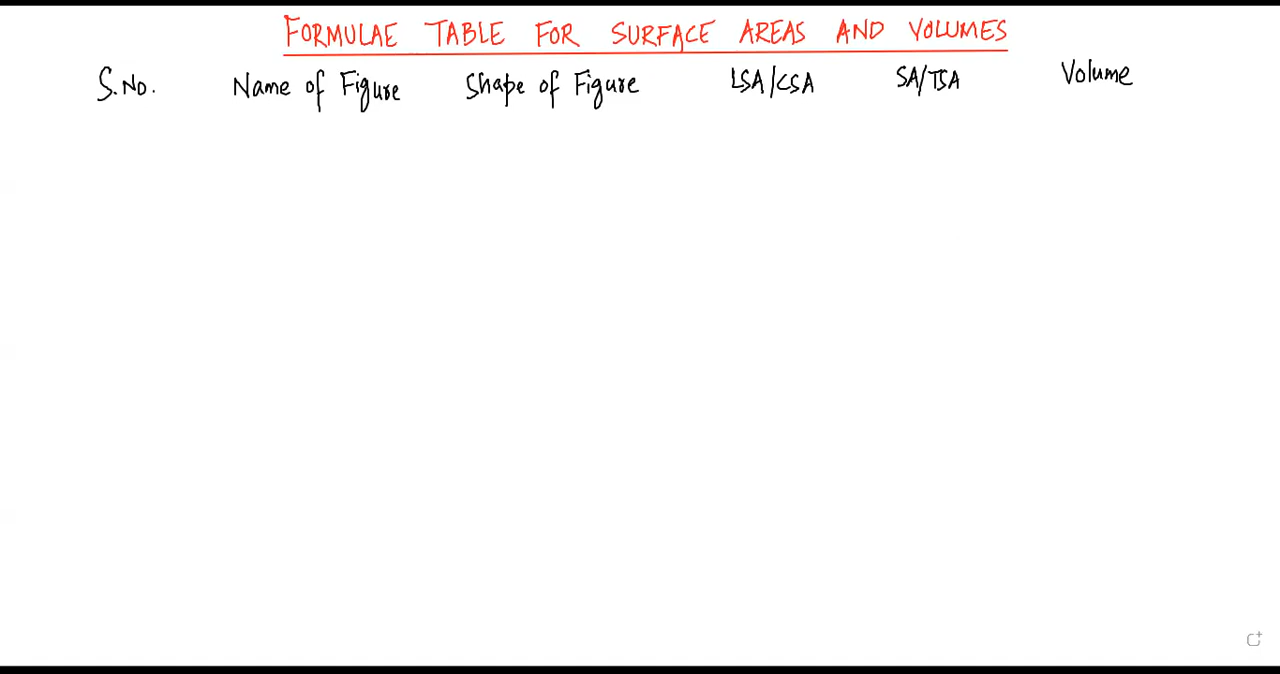 FORMULAE TABLE FOR SURFACE AREAS AND VOLUMES
S.No. Name of Figure Shape of Figure LSA/CSA SA/TSA Volume